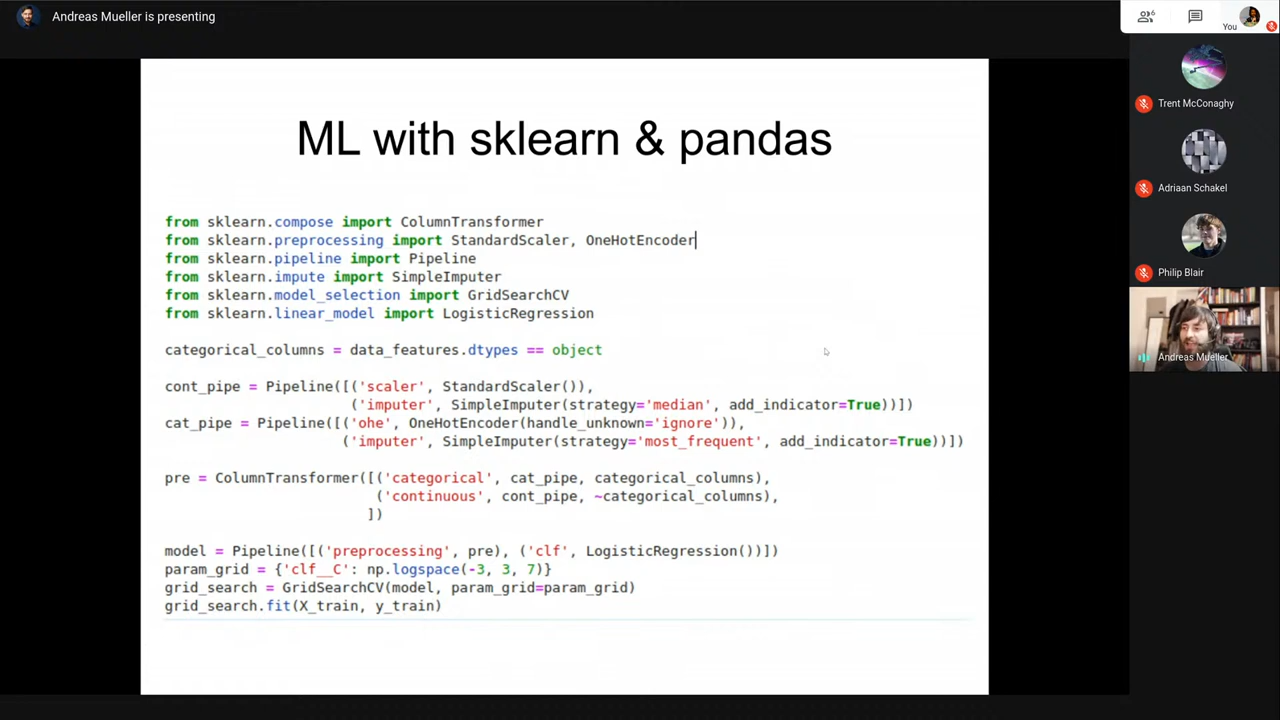 Andreas Mueller is presenting
6
You
Trent McConaghy
Adriaan Schakel
Philip Blair
Andreas Mueller
ML with sklearn & pandas
from sklearn.compose import ColumnTransformer
from sklearn.preprocessing import StandardScaler, OneHotEncoder
from sklearn.pipeline import Pipeline
from sklearn.impute import SimpleImputer
from sklearn.model_selection import GridSearchCV
from sklearn.linear_model import LogisticRegression
categorical_columns = data_features.dtypes == object
cont_pipe = Pipeline([('scaler', StandardScaler()),
('imputer', SimpleImputer(strategy='median', add_indicator=True))])
cat_pipe = Pipeline([('ohe', OneHotEncoder(handle_unknown='ignore')),
('imputer', SimpleImputer(strategy='most_frequent', add_indicator=True))])
pre = ColumnTransformer([('categorical', cat_pipe, categorical_columns),
('continuous', cont_pipe, ~categorical_columns),
])
model = Pipeline([('preprocessing', pre), ('clf', LogisticRegression())])
param_grid = {'clf__C': np.logspace(-3, 3, 7)}
grid_search = GridSearchCV(model, param_grid=param_grid)
grid_search.fit(X_train, y_train)